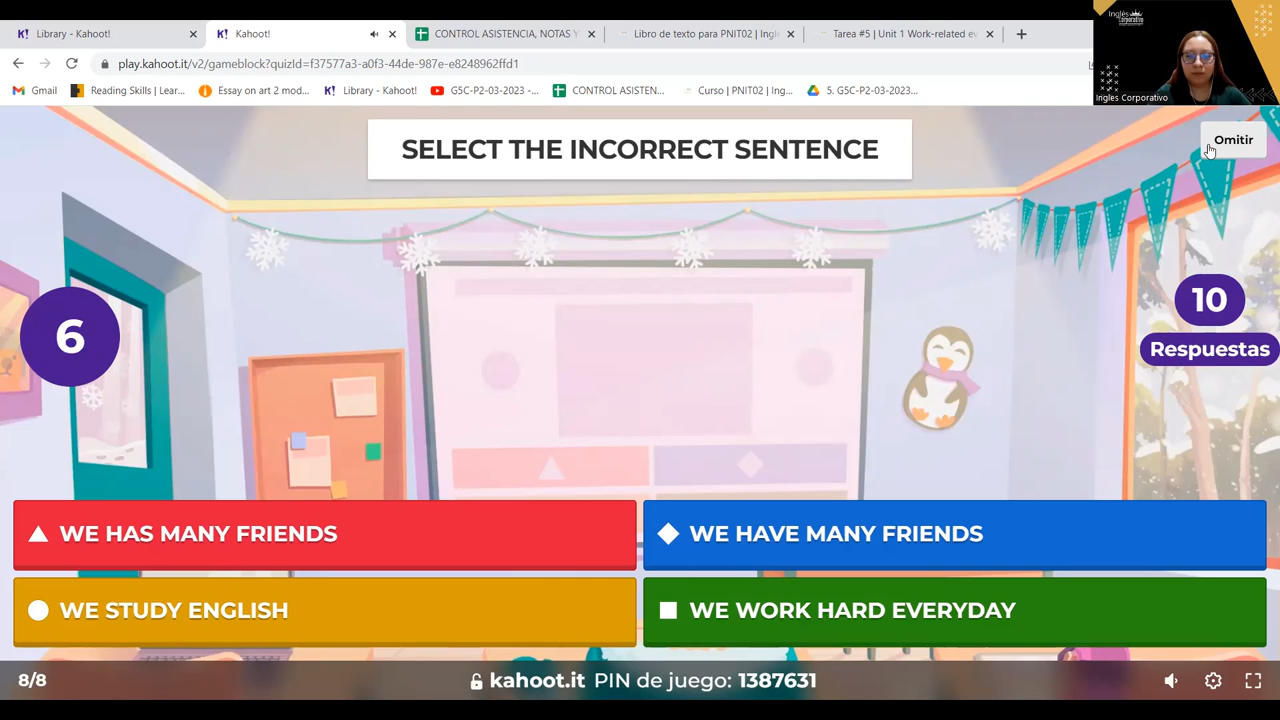 Library - Kahoot!
Kahoot!
CONTROL ASISTENCIA, NOTAS Y
Libro de texto para PNIT02 | Ingl
Tarea #5 | Unit 1 Work-related ev
play.kahoot.it/v2/gameblock?quizId=f37577a3-a0f3-44de-987e-e8248962ffd1
Gmail
Reading Skills | Lear...
Essay on art 2 mod...
Library - Kahoot!
G5C-P2-03-2023 -...
CONTROL ASISTEN...
Curso | PNIT02 | Ing...
5. G5C-P2-03-2023...
Inglés
Corporativo
Ingles Corporativo
SELECT THE INCORRECT SENTENCE
Omitir
6
10
Respuestas
WE HAS MANY FRIENDS
WE HAVE MANY FRIENDS
WE STUDY ENGLISH
WE WORK HARD EVERYDAY
8/8
kahoot.it PIN de juego: 1387631